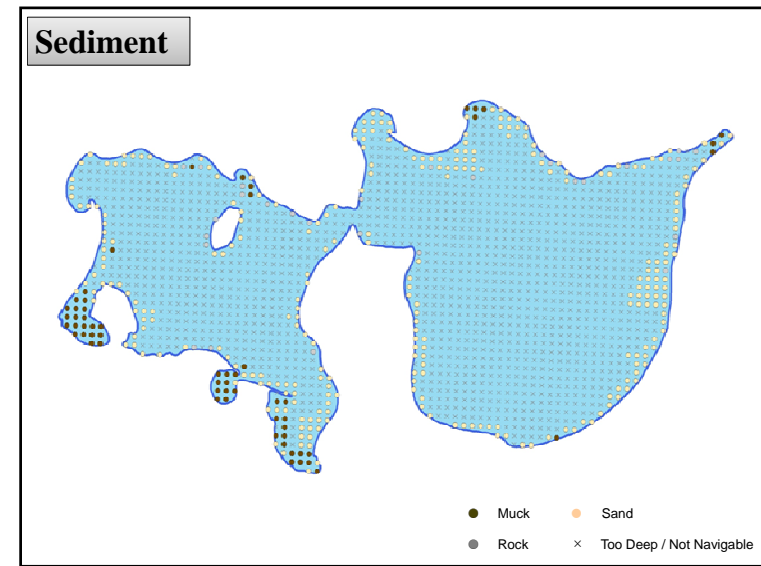 Sediment
Muck
Sand
Rock
× Too Deep / Not Navigable